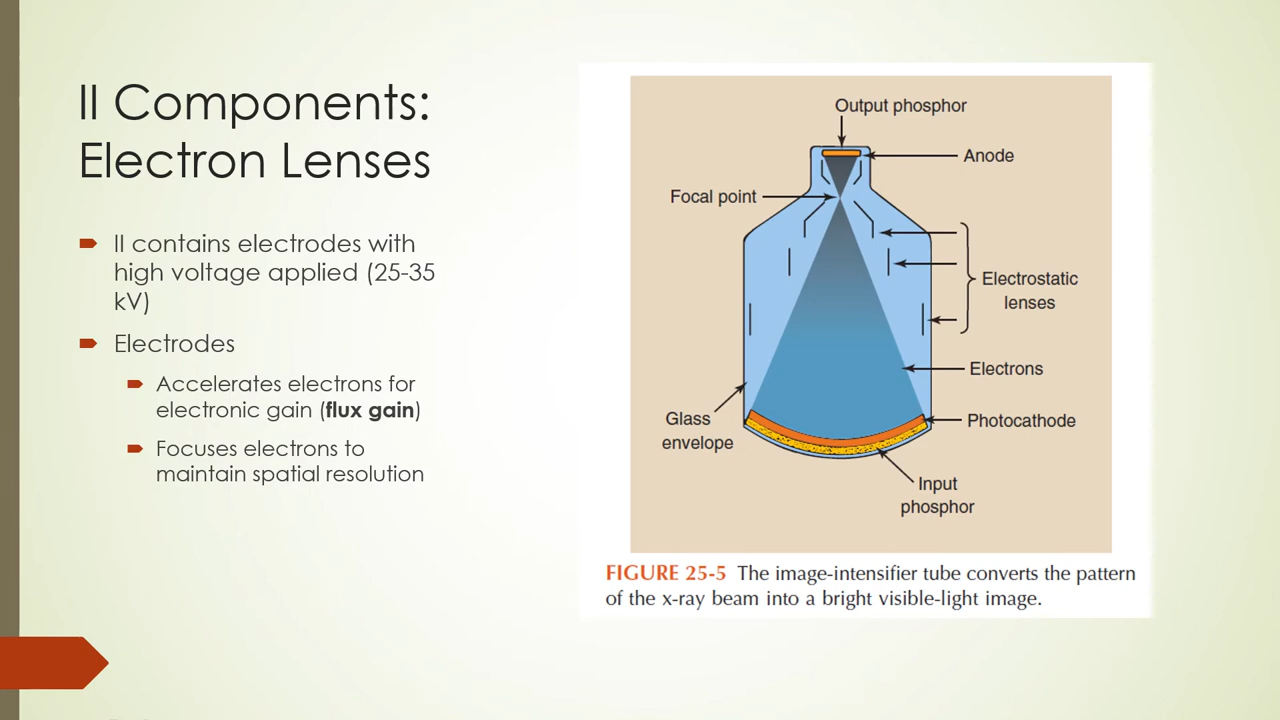 II Components:
Electron Lenses
II contains electrodes with
high voltage applied (25-35
kV)
Electrodes
Accelerates electrons for
electronic gain (flux gain)
Focuses electrons to
maintain spatial resolution
Output phosphor
Anode
Focal point
Electrostatic
lenses
Electrons
Glass
envelope
Photocathode
Input
phosphor
FIGURE 25-5 The image-intensifier tube converts the pattern
of the x-ray beam into a bright visible-light image.